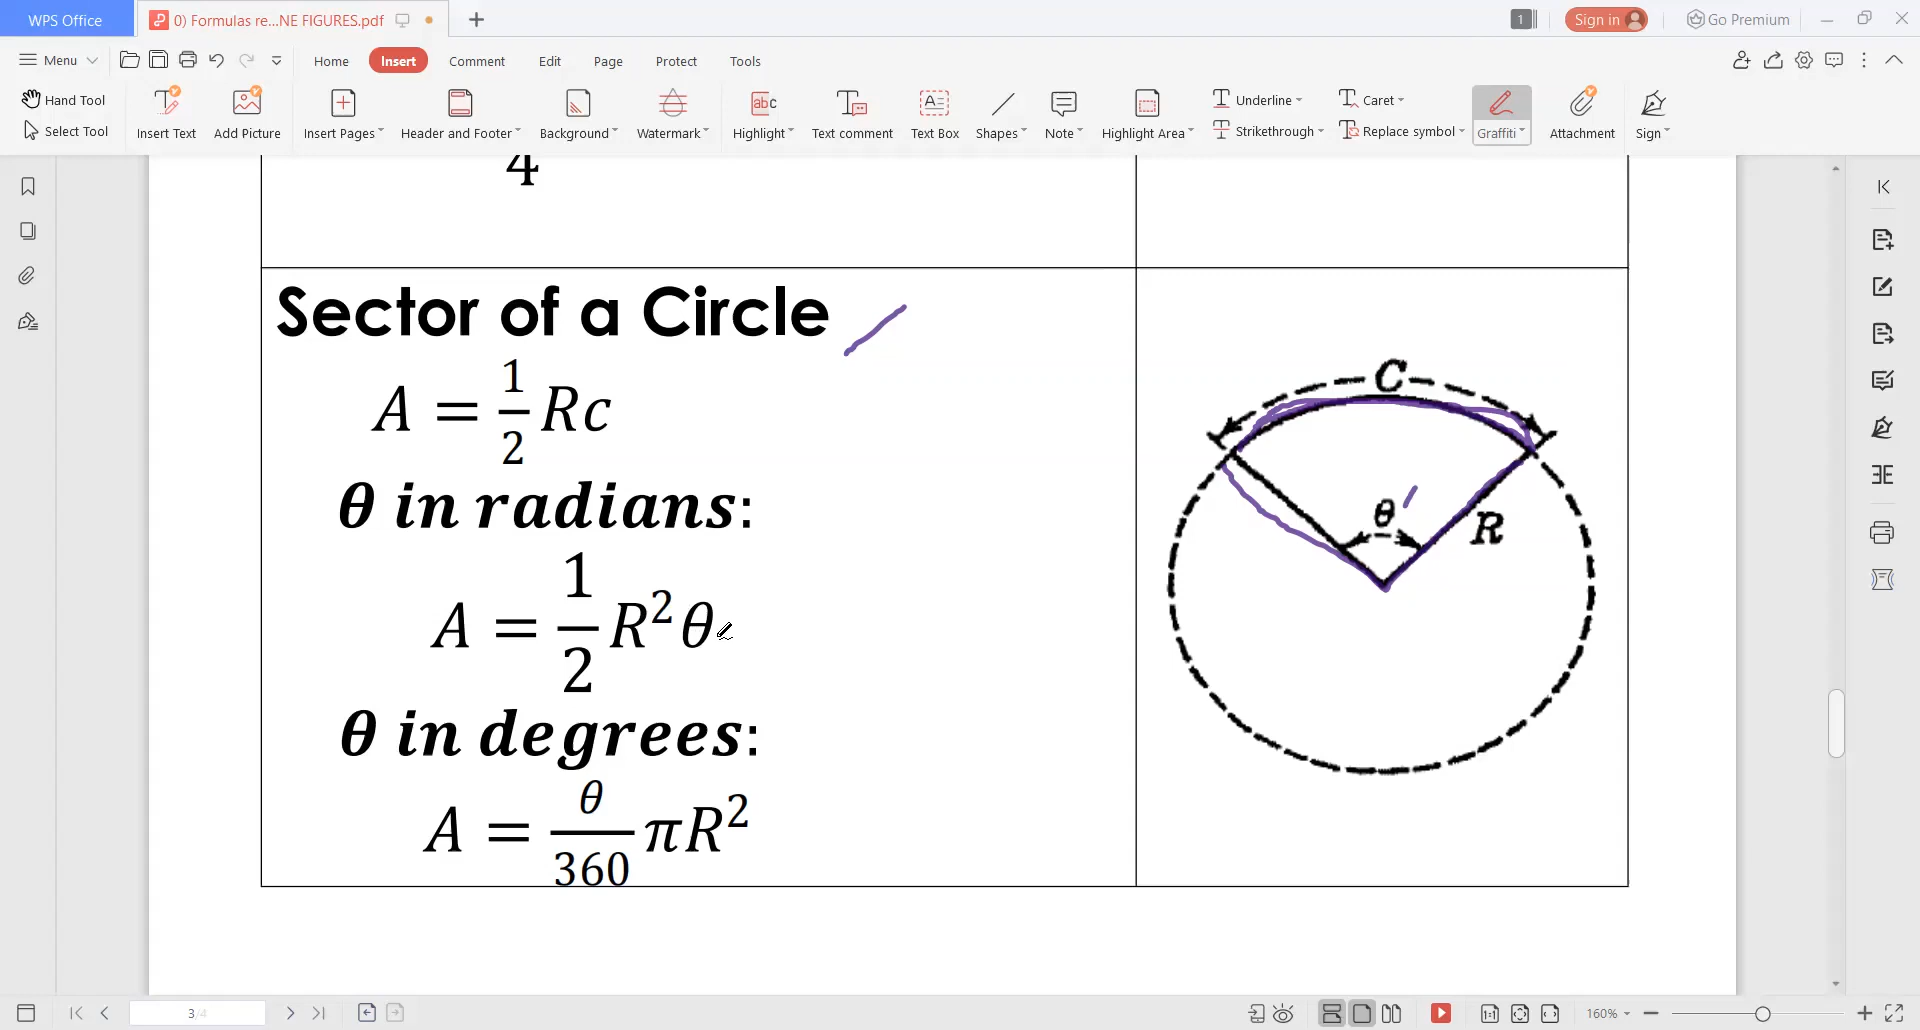 WPS Office
0) Formulas re...NE FIGURES.pdf
1
Sign in
Go Premium
Menu
Home
Insert
Comment
Edit
Page
Protect
Tools
Hand Tool
Select Tool
Insert Text
Add Picture
Insert Pages
Header and Footer
Background
Watermark
Highlight
Text comment
Text Box
Shapes
Note
Highlight Area
Underline
Strikethrough
Caret
Replace symbol
Graffiti
Attachment
Sign
4
Sector of a Circle
A = 1/2 Rc
θ in radians:
A = 1/2 R²θ
θ in degrees:
A = θ/360 πR²
C
θ
R
3/4
160%